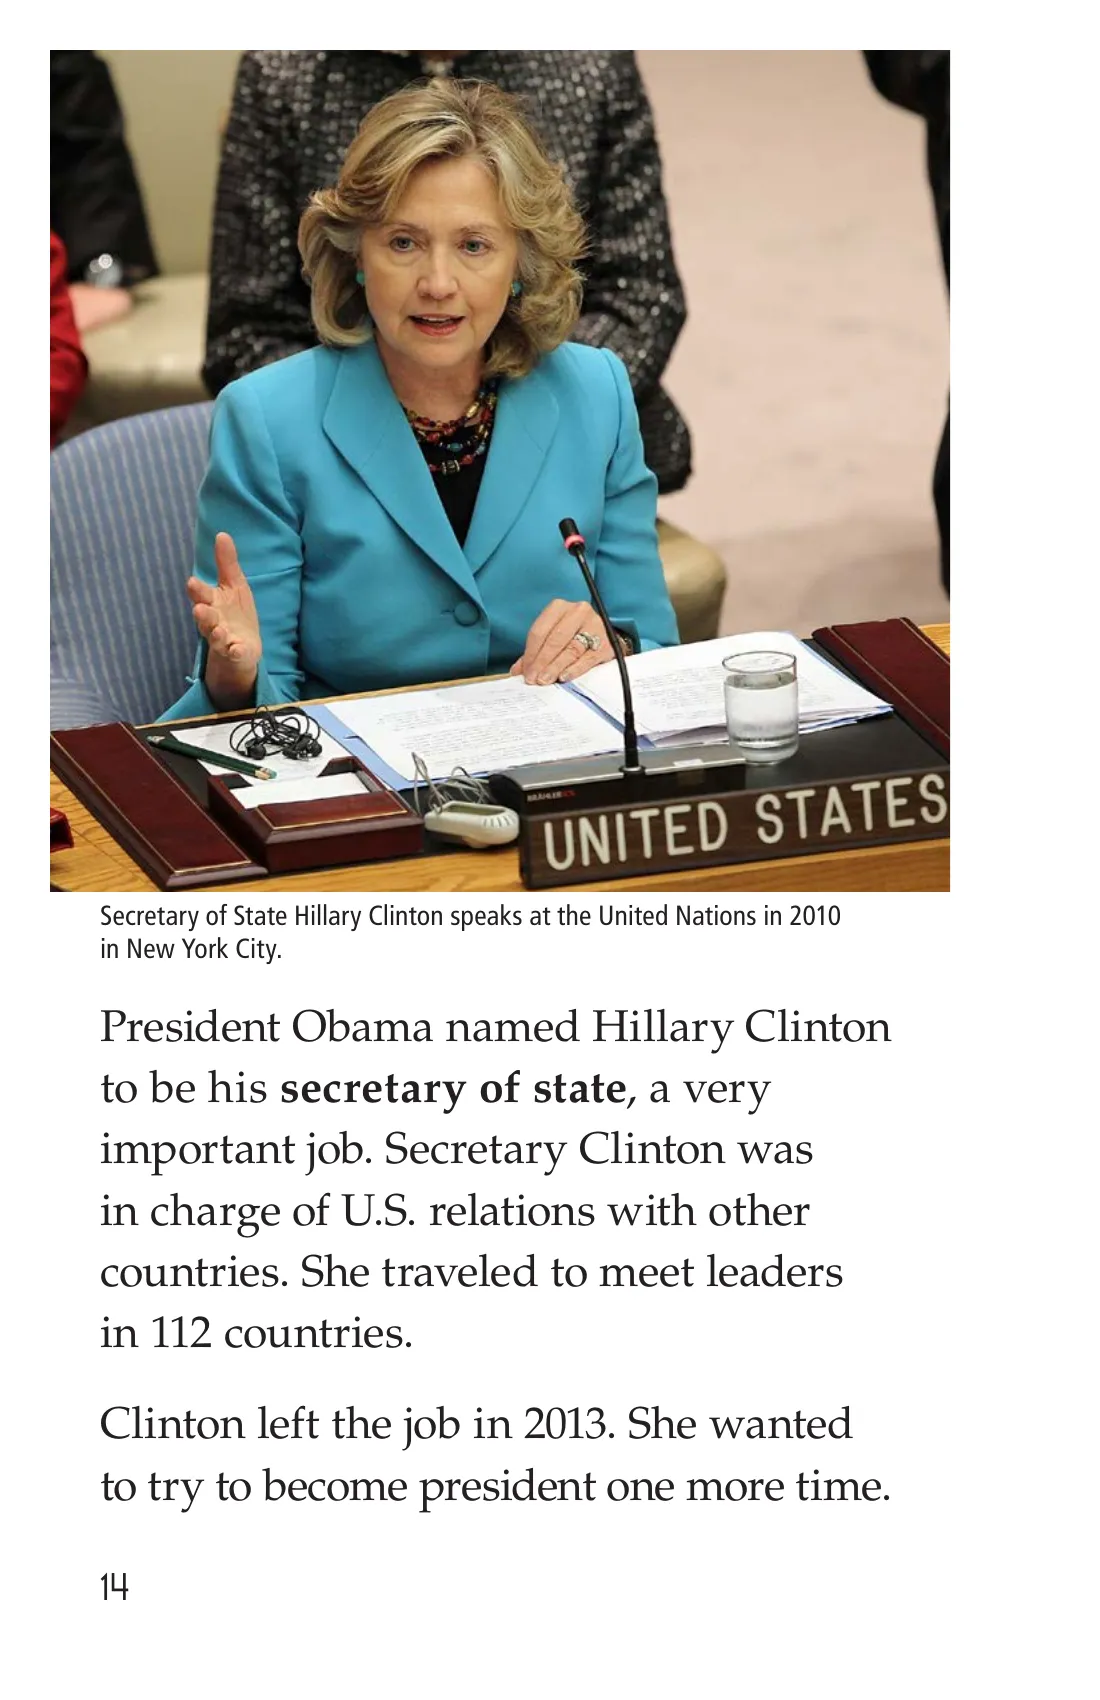 BRÄHLER
UNITED STATES
Secretary of State Hillary Clinton speaks at the United Nations in 2010
in New York City.
President Obama named Hillary Clinton
to be his secretary of state, a very
important job. Secretary Clinton was
in charge of U.S. relations with other
countries. She traveled to meet leaders
in 112 countries.
Clinton left the job in 2013. She wanted
to try to become president one more time.
14